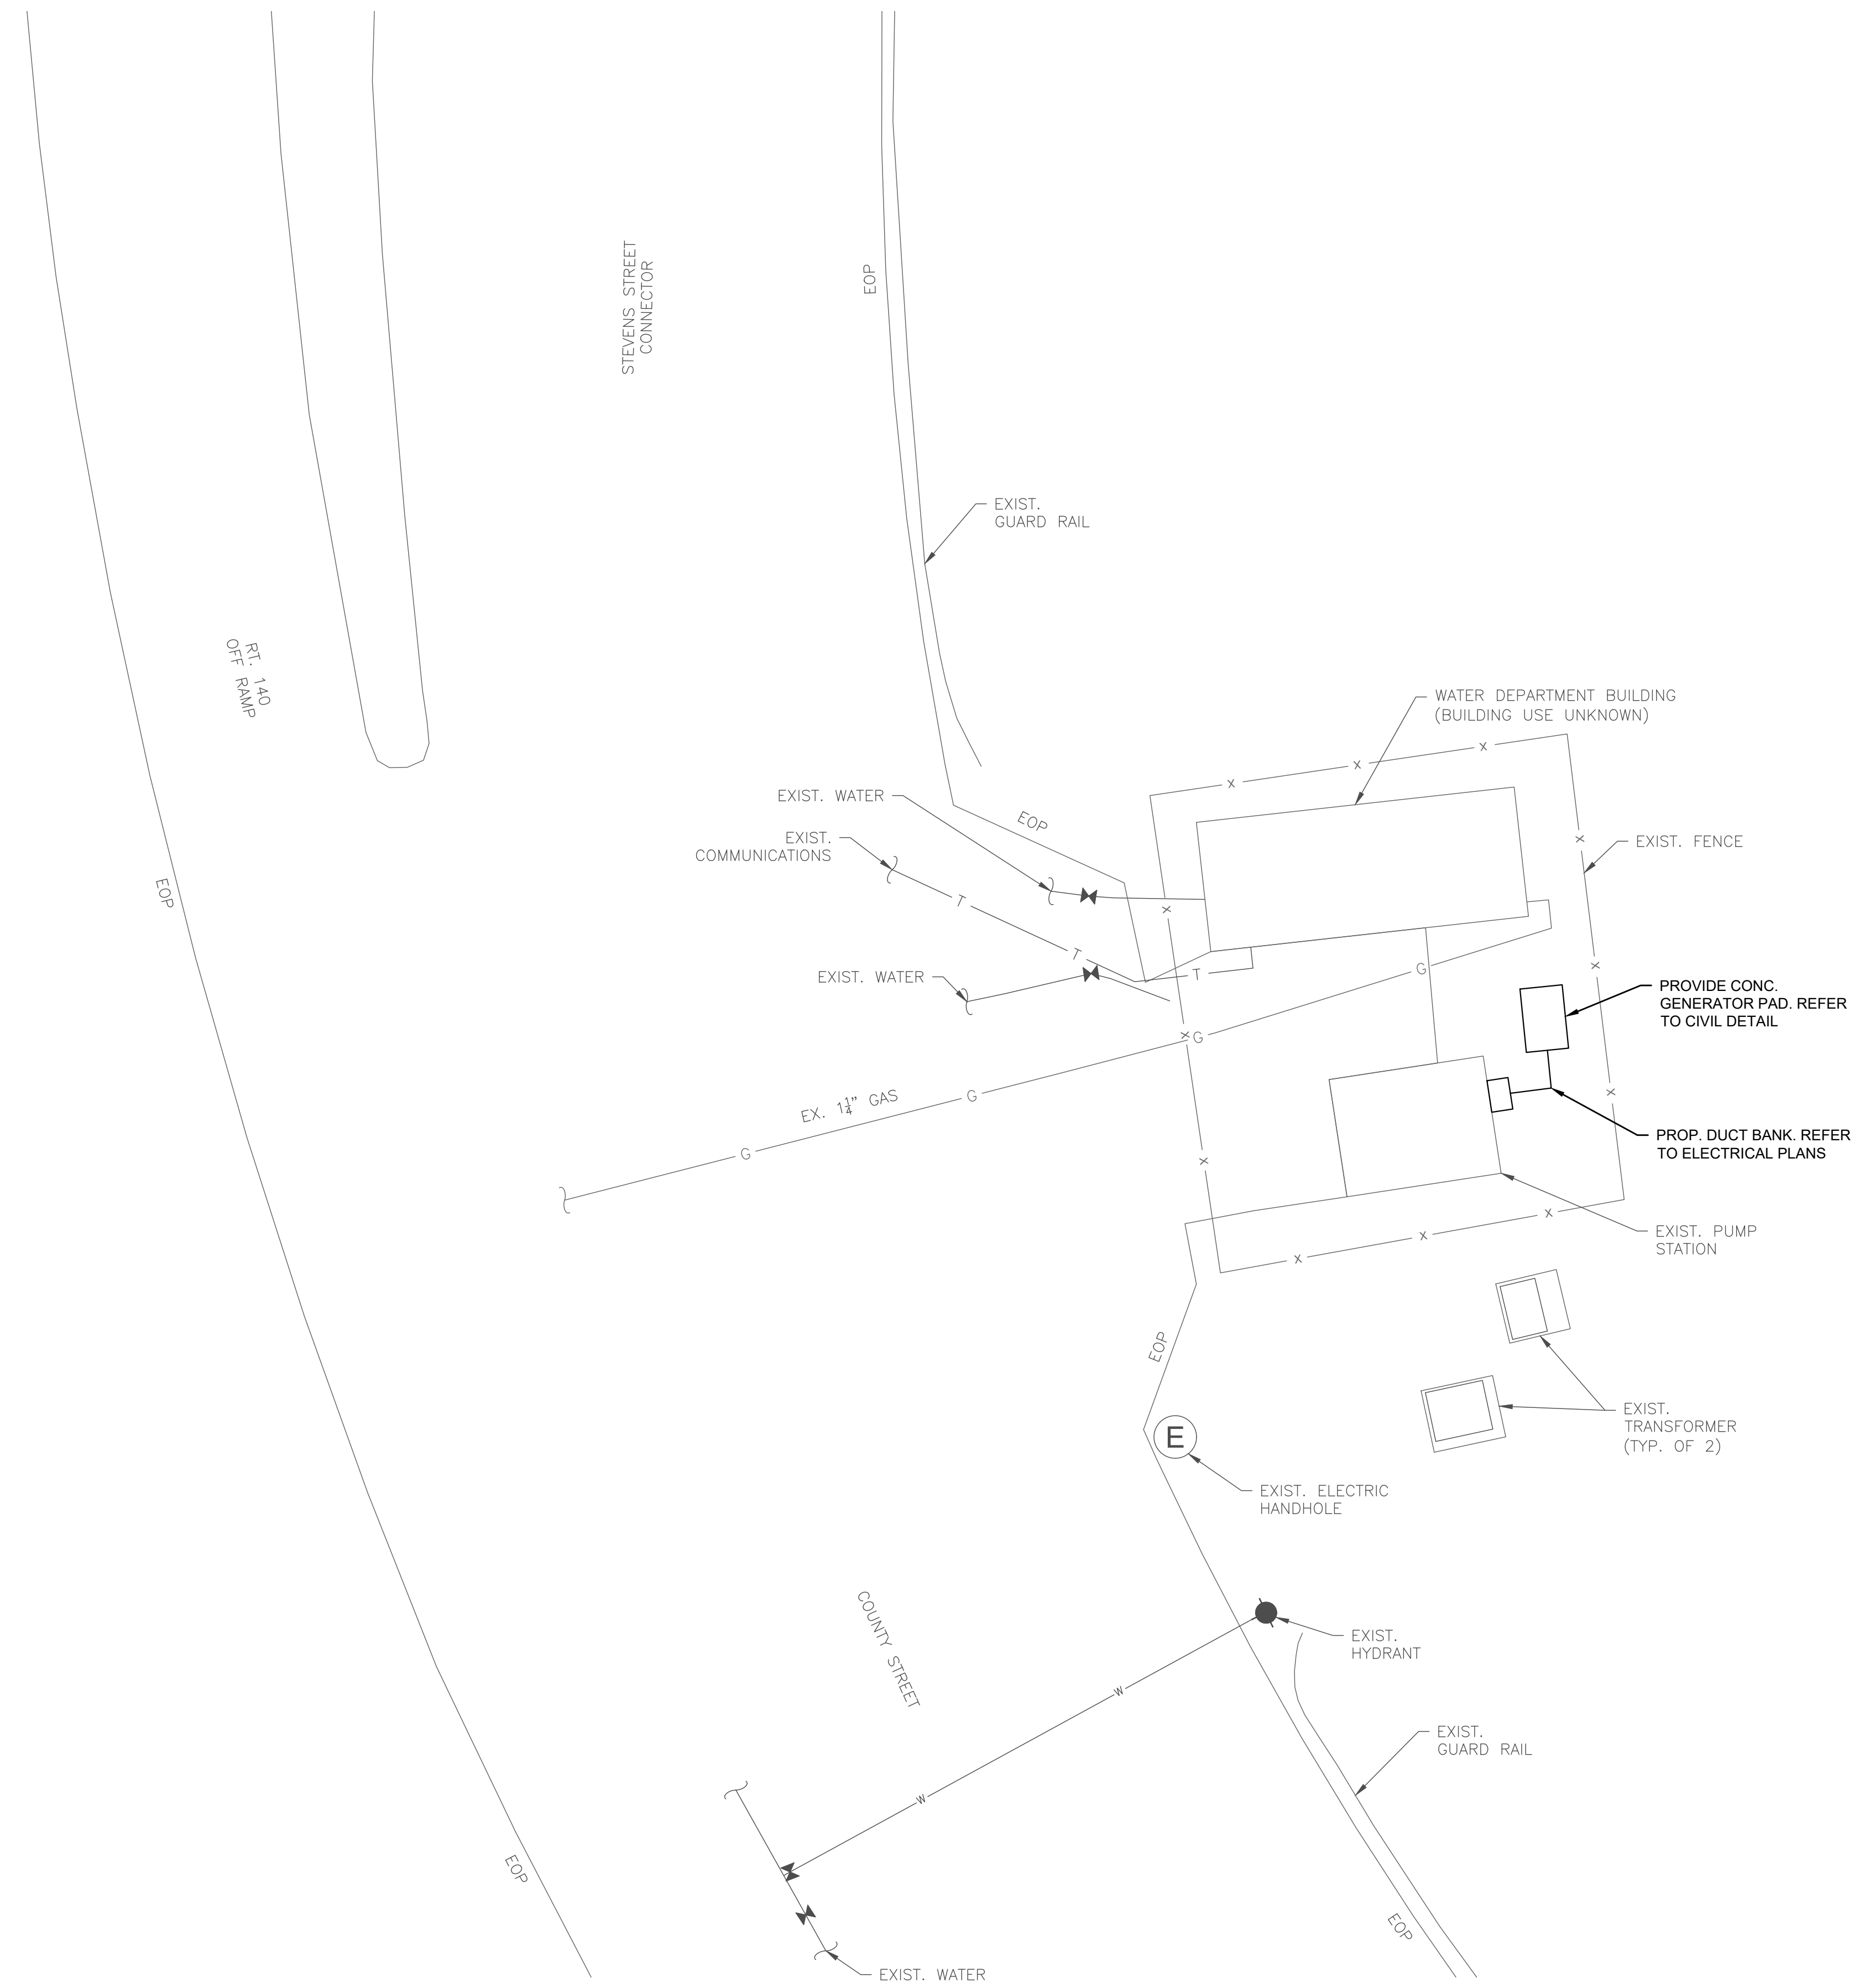 STEVENS STREET
CONNECTOR
EOP
EXIST.
GUARD RAIL
RT. 140
OFF RAMP
WATER DEPARTMENT BUILDING
(BUILDING USE UNKNOWN)
X
X
X
EXIST. WATER
EOP
EXIST.
COMMUNICATIONS
X
EXIST. FENCE
EOP
T
X
T
T
EXIST. WATER
G
X
PROVIDE CONC.
GENERATOR PAD. REFER
TO CIVIL DETAIL
X
G
EX. 1 1/4" GAS
G
X
G
X
PROP. DUCT BANK. REFER
TO ELECTRICAL PLANS
X
X
X
EXIST. PUMP
STATION
EOP
EXIST.
TRANSFORMER
(TYP. OF 2)
E
EXIST. ELECTRIC
HANDHOLE
COUNTY STREET
EXIST.
HYDRANT
W
EXIST.
GUARD RAIL
W
EOP
EOP
EXIST. WATER